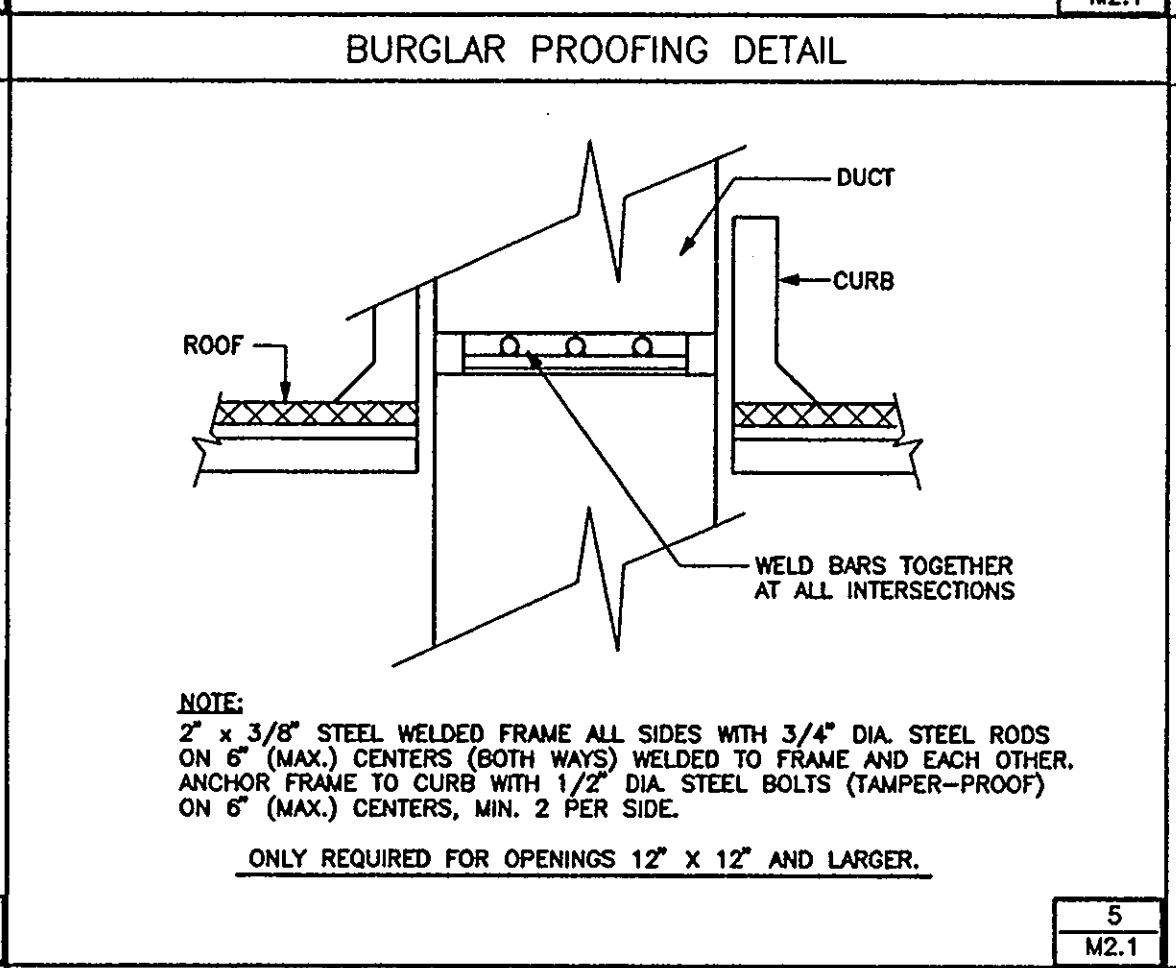 BURGLAR PROOFING DETAIL
DUCT
CURB
ROOF
WELD BARS TOGETHER
AT ALL INTERSECTIONS
NOTE:
2" x 3/8" STEEL WELDED FRAME ALL SIDES WITH 3/4" DIA. STEEL RODS
ON 6" (MAX.) CENTERS (BOTH WAYS) WELDED TO FRAME AND EACH OTHER.
ANCHOR FRAME TO CURB WITH 1/2" DIA. STEEL BOLTS (TAMPER-PROOF)
ON 6" (MAX.) CENTERS, MIN. 2 PER SIDE.
ONLY REQUIRED FOR OPENINGS 12" X 12" AND LARGER.
5
M2.1